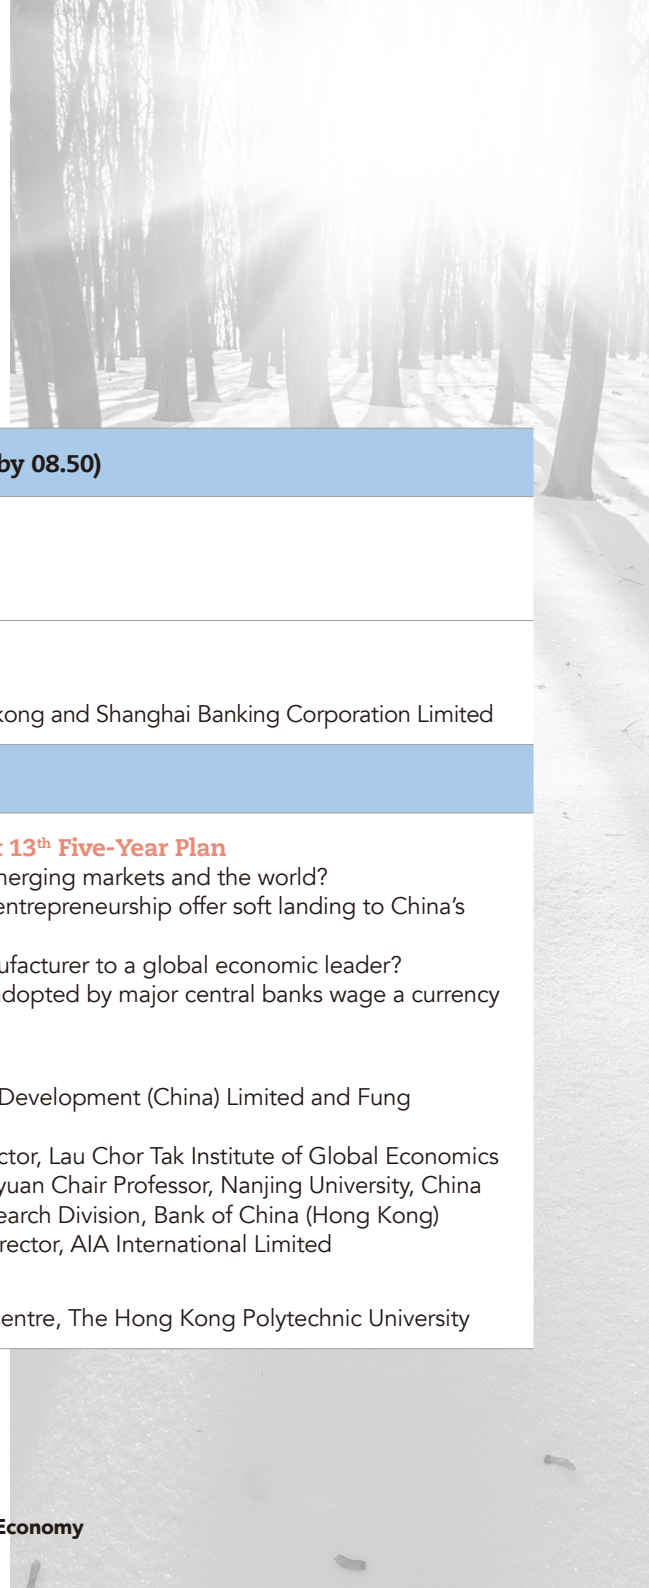 by 08.50)
kong and Shanghai Banking Corporation Limited
13th Five-Year Plan
merging markets and the world?
entrepreneurship offer soft landing to China's
ufacturer to a global economic leader?
adopted by major central banks wage a currency
Development (China) Limited and Fung
ctor, Lau Chor Tak Institute of Global Economics
yuan Chair Professor, Nanjing University, China
earch Division, Bank of China (Hong Kong)
rector, AIA International Limited
entre, The Hong Kong Polytechnic University
Economy